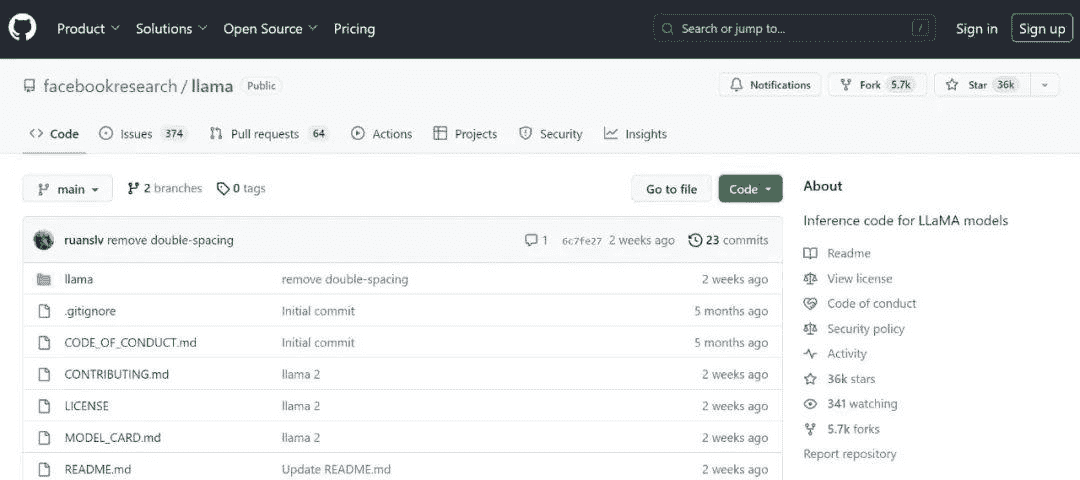 Product Solutions Open Source Pricing Search or jump to... / Sign in Sign up
facebookresearch / llama Public Notifications Fork 5.7k Star 36k
Code Issues 374 Pull requests 64 Actions Projects Security Insights
main 2 branches 0 tags Go to file Code
ruanslv remove double-spacing 1 6c7fe27 2 weeks ago 23 commits
llama remove double-spacing 2 weeks ago
.gitignore Initial commit 5 months ago
CODE_OF_CONDUCT.md Initial commit 5 months ago
CONTRIBUTING.md llama 2 2 weeks ago
LICENSE llama 2 2 weeks ago
MODEL_CARD.md llama 2 2 weeks ago
README.md Update README.md 2 weeks ago
About
Inference code for LLaMA models
Readme
View license
Code of conduct
Security policy
Activity
36k stars
341 watching
5.7k forks
Report repository